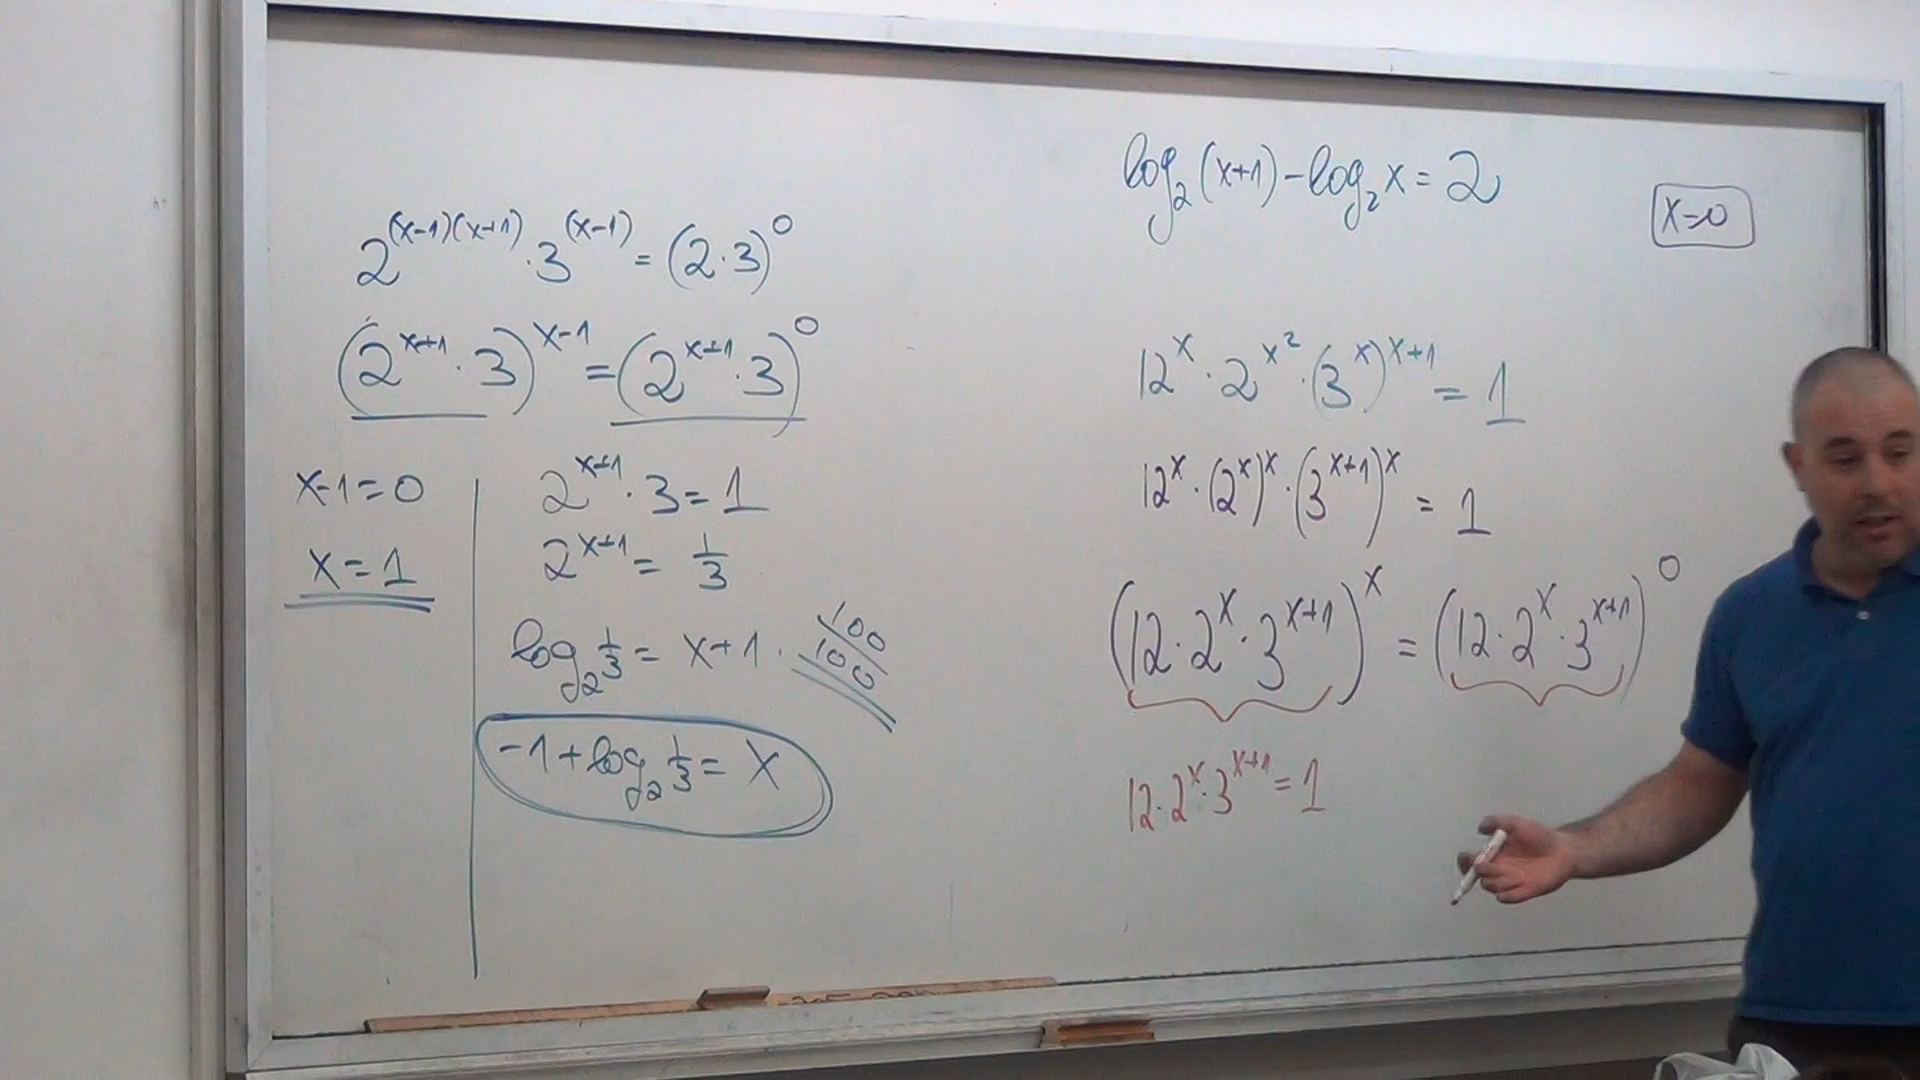 2^{(x-1)(x+1)} · 3^{(x-1)} = (2·3)^0
(2^{x+1} · 3)^{x-1} = (2^{x+1} · 3)^0
x-1=0
x=1
2^{x+1} · 3 = 1
2^{x+1} = 1/3
log_2 1/3 = x+1 .
100/100
-1 + log_2 1/3 = x
log_2 (x+1) - log_2 x = 2
12^x · 2^{x^2} · (3^x)^{x+1} = 1
12^x · (2^x)^x · (3^{x+1})^x = 1
(12 · 2^x · 3^{x+1})^x = (12 · 2^x · 3^{x+1})^0
12 · 2^x · 3^{x+1} = 1